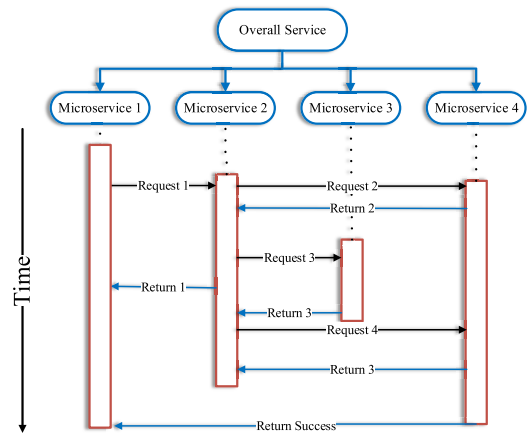 Overall Service
Microservice 1
Microservice 2
Microservice 3
Microservice 4
Request 1
Request 2
Return 2
Request 3
Return 1
Return 3
Request 4
Return 3
Return Success
Time